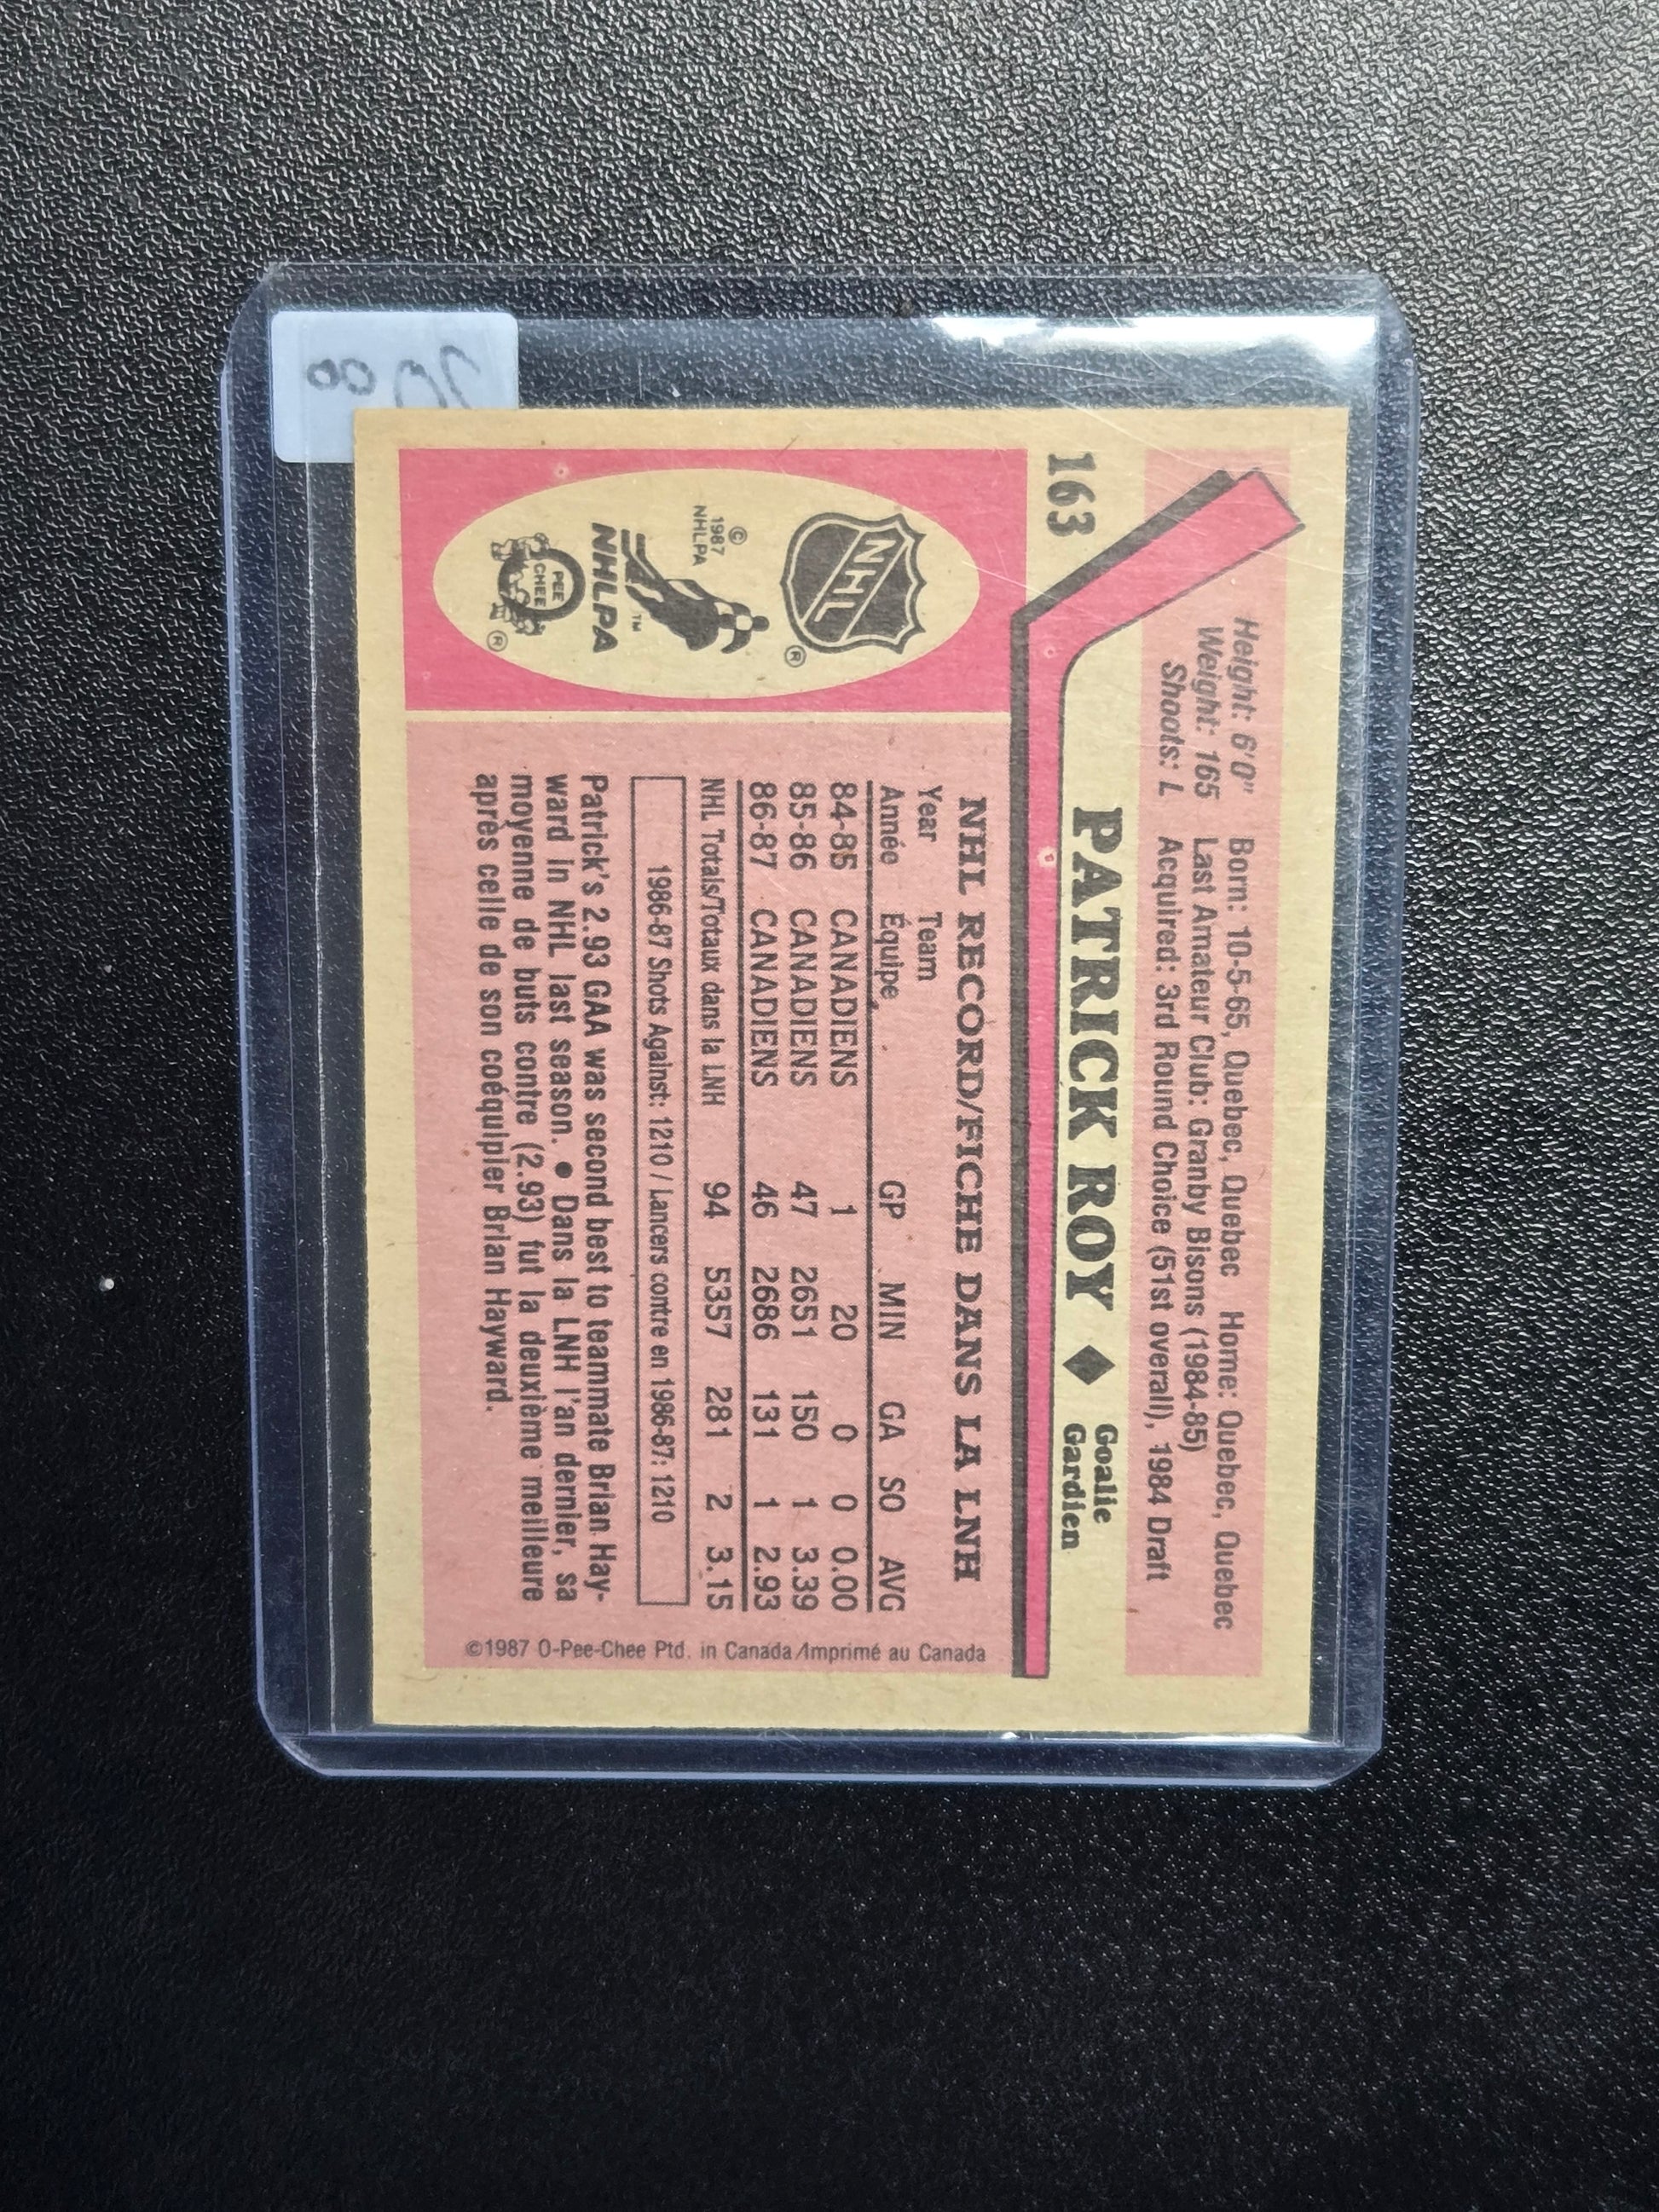 163
Height: 6'0" Born: 10-5-65, Quebec, Quebec Home: Quebec, Quebec
Weight: 165 Last Amateur Club: Granby Bisons (1984-85)
Shoots: L Acquired: 3rd Round Choice (51st overall), 1984 Draft
PATRICK ROY ♦ Goalie
Gardien
NHL
®
© 1987 NHLPA
™
NHLPA
O PEE CHEE
®
NHL RECORD/FICHE DANS LA LNH
Year Team
Année Équipe GP MIN GA SO AVG
84-85 CANADIENS 1 20 0 0 0.00
85-86 CANADIENS 47 2651 150 1 3.39
86-87 CANADIENS 46 2686 131 1 2.93
NHL Totals/Totaux dans la LNH 94 5357 281 2 3.15
1986-87 Shots Against: 1210 / Lancers contre en 1986-87: 1210
Patrick's 2.93 GAA was second best to teammate Brian Hay-
ward in NHL last season. ● Dans la LNH l'an dernier, sa
moyenne de buts contre (2.93) fut la deuxième meilleure
après celle de son coéquipier Brian Hayward.
©1987 O-Pee-Chee Ptd. in Canada/Imprimé au Canada